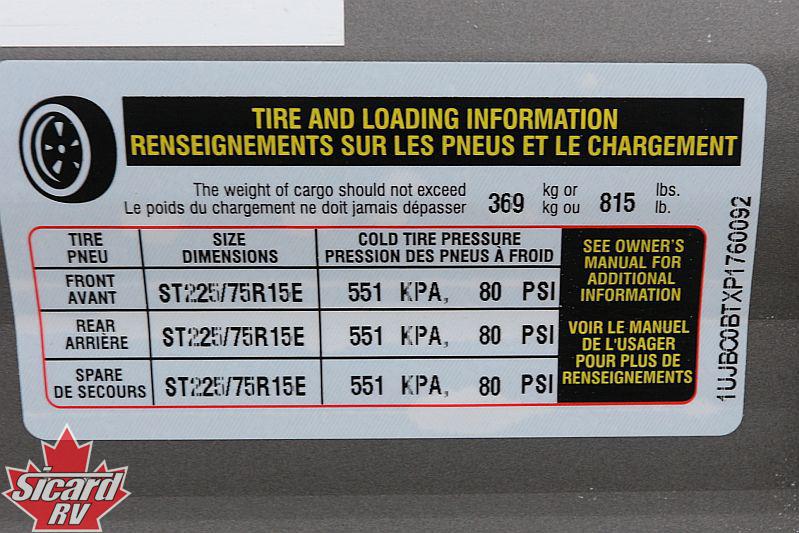 TIRE AND LOADING INFORMATION
RENSEIGNEMENTS SUR LES PNEUS ET LE CHARGEMENT
The weight of cargo should not exceed 369 kg or 815 lbs.
Le poids du chargement ne doit jamais dépasser kg ou lb.
TIRE SIZE COLD TIRE PRESSURE
PNEU DIMENSIONS PRESSION DES PNEUS À FROID
FRONT
AVANT ST225/75R15E 551 KPA, 80 PSI
REAR
ARRIÈRE ST225/75R15E 551 KPA, 80 PSI
SPARE
DE SECOURS ST225/75R15E 551 KPA, 80 PSI
SEE OWNER'S
MANUAL FOR
ADDITIONAL
INFORMATION
VOIR LE MANUEL
DE L'USAGER
POUR PLUS DE
RENSEIGNEMENTS
1UJBC0BTXP1760092
Sicard
RV